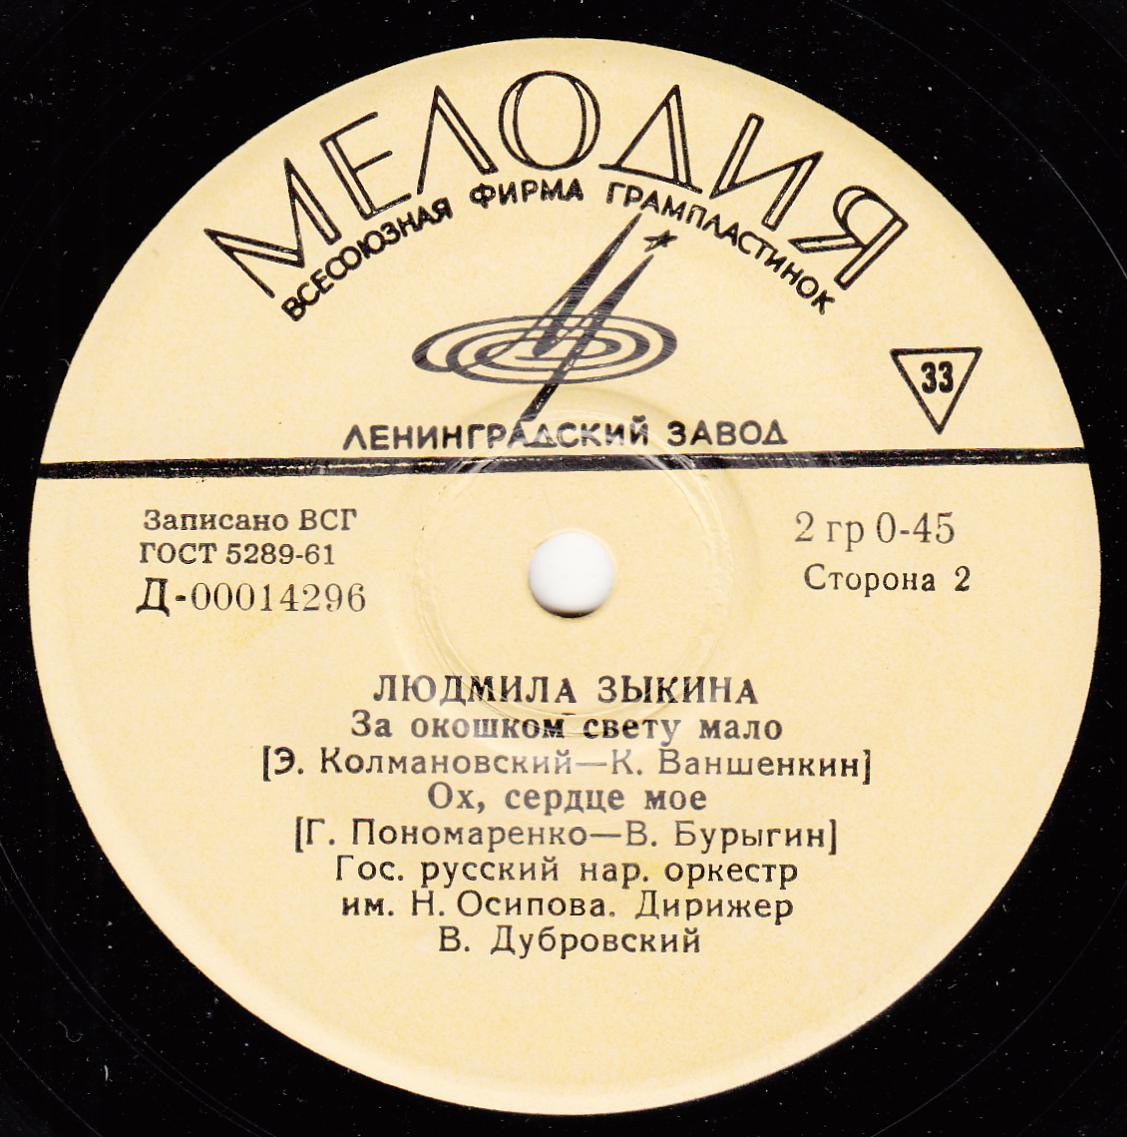 МЕЛОДИЯ
ВСЕСОЮЗНАЯ ФИРМА ГРАМПЛАСТИНОК
33
ЛЕНИНГРАДСКИЙ ЗАВОД
Записано ВСГ
ГОСТ 5289-61
Д-00014296
2 гр 0-45
Сторона 2
ЛЮДМИЛА ЗЫКИНА
За окошком свету мало
[Э. Колмановский—К. Ваншенкин]
Ох, сердце мое
[Г. Пономаренко—В. Бурыгин]
Гос. русский нар. оркестр
им. Н. Осипова. Дирижер
В. Дубровский